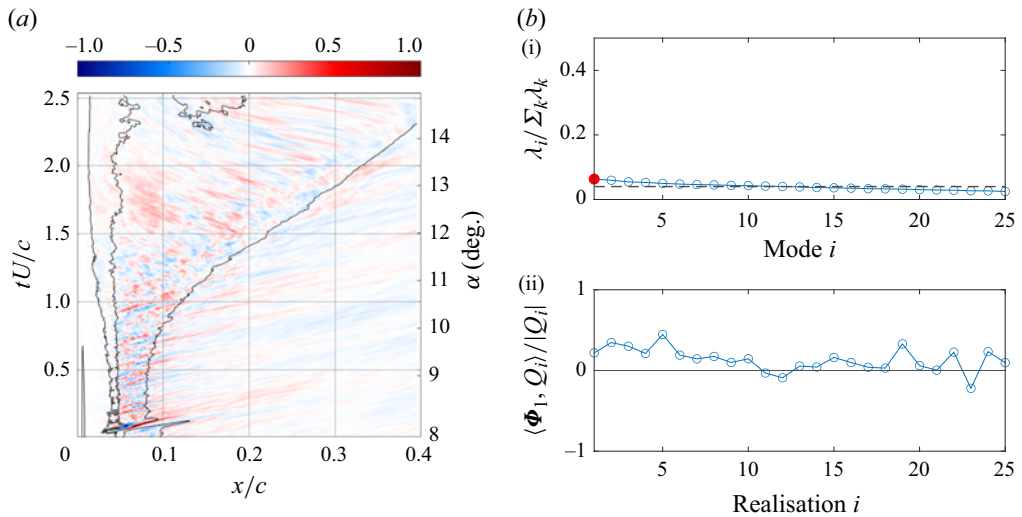 (a)
−1.0 −0.5 0 0.5 1.0
2.5
2.0
1.5
1.0
0.5
tU/c
14
13
12
11
10
9
8
α (deg.)
0 0.1 0.2 0.3 0.4
x/c
(b)
(i)
0.4
0.2
0
λi/Σkλk
5 10 15 20 25
Mode i
(ii)
1
0
−1
⟨Φ1, Qi⟩/|Qi|
5 10 15 20 25
Realisation i